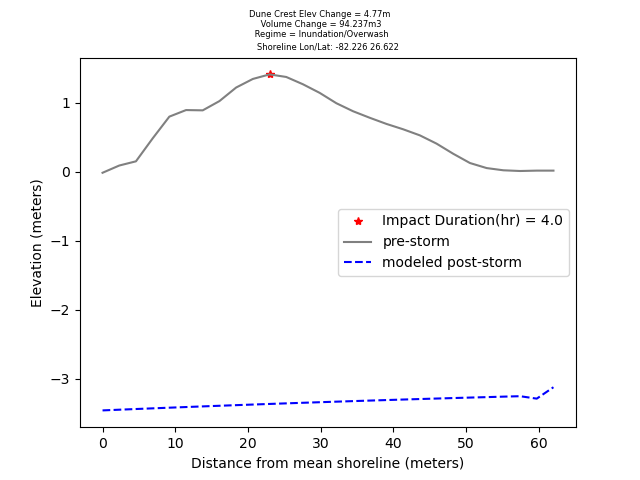 Dune Crest Elev Change = 4.77m
Volume Change = 94.237m3
Regime = Inundation/Overwash
Shoreline Lon/Lat: -82.226 26.622
1
0
−1
−2
−3
Elevation (meters)
Impact Duration(hr) = 4.0
pre-storm
modeled post-storm
0 10 20 30 40 50 60
Distance from mean shoreline (meters)